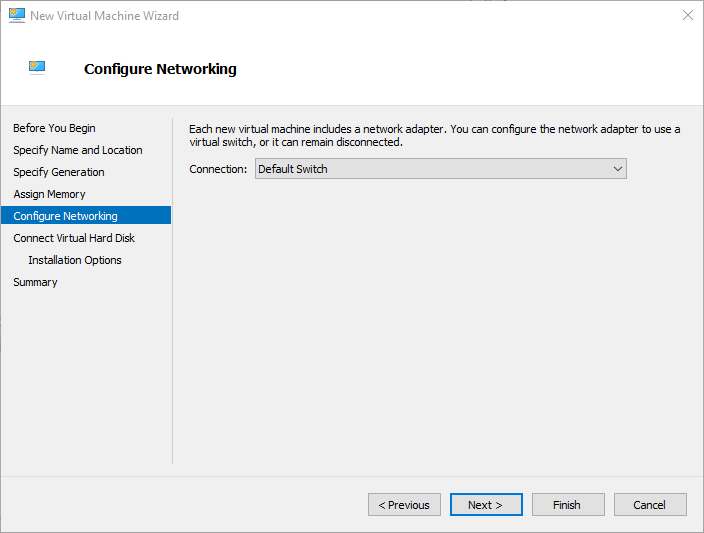 New Virtual Machine Wizard
Configure Networking
Before You Begin
Specify Name and Location
Specify Generation
Assign Memory
Configure Networking
Connect Virtual Hard Disk
Installation Options
Summary
Each new virtual machine includes a network adapter. You can configure the network adapter to use a
virtual switch, or it can remain disconnected.
Connection: Default Switch
< Previous Next > Finish Cancel